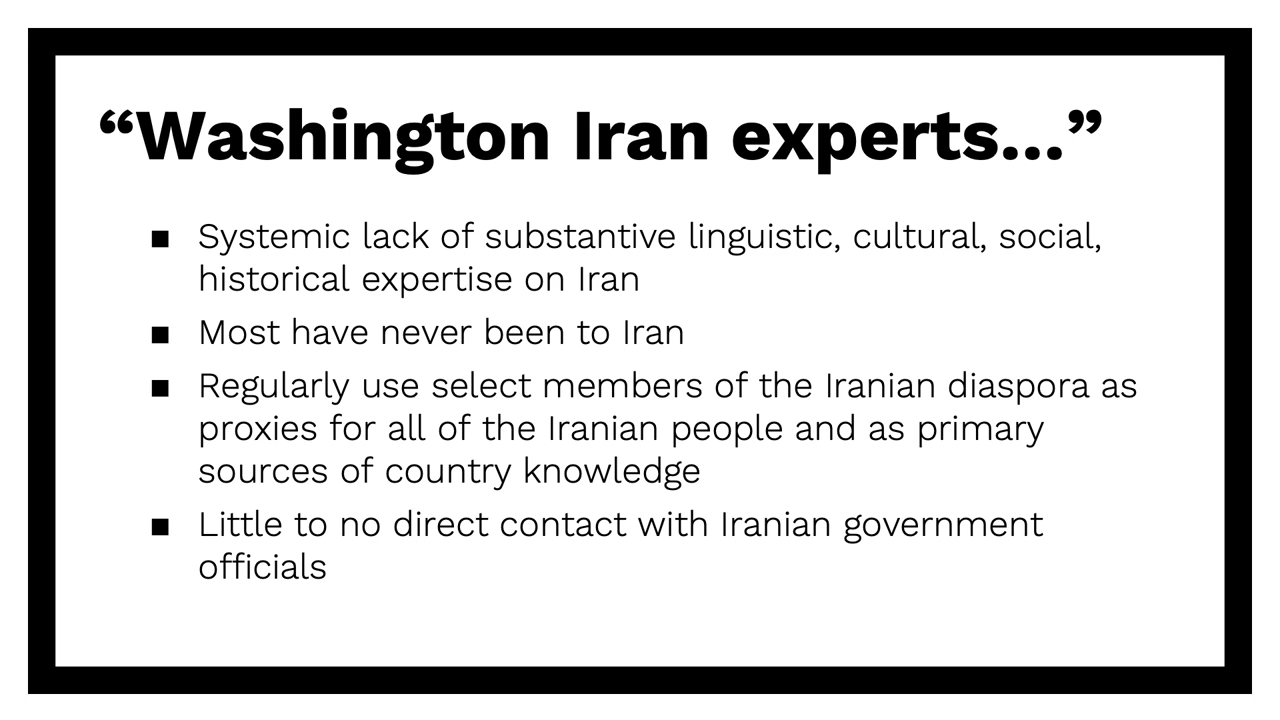 “Washington Iran experts...”
■ Systemic lack of substantive linguistic, cultural, social,
historical expertise on Iran
■ Most have never been to Iran
■ Regularly use select members of the Iranian diaspora as
proxies for all of the Iranian people and as primary
sources of country knowledge
■ Little to no direct contact with Iranian government
officials